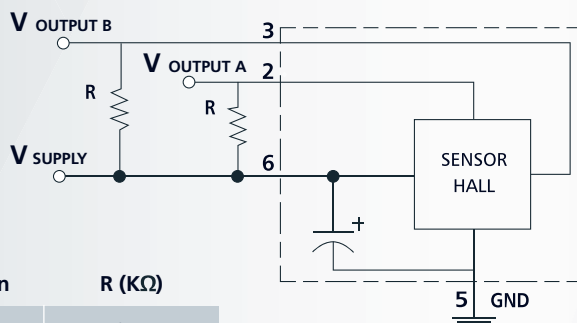 V OUTPUT B
3
V OUTPUT A
2
R
R
V SUPPLY
6
SENSOR
HALL
+
n R (KΩ)
5 GND